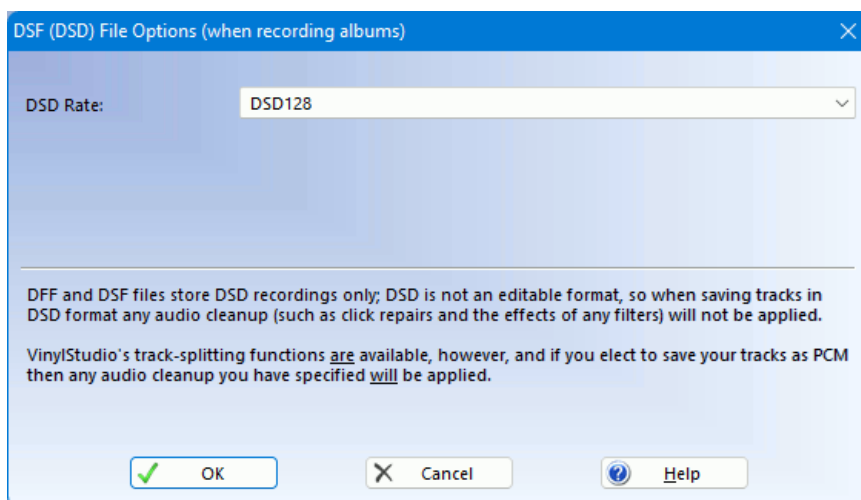 DSF (DSD) File Options (when recording albums)
DSD Rate:
DSD128
DFF and DSF files store DSD recordings only; DSD is not an editable format, so when saving tracks in
DSD format any audio cleanup (such as click repairs and the effects of any filters) will not be applied.
VinylStudio's track-splitting functions are available, however, and if you elect to save your tracks as PCM
then any audio cleanup you have specified will be applied.
OK
Cancel
Help